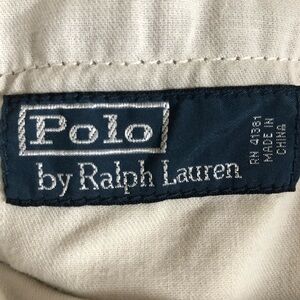 Polo
by Ralph Lauren
RN 41381
MADE IN
CHINA